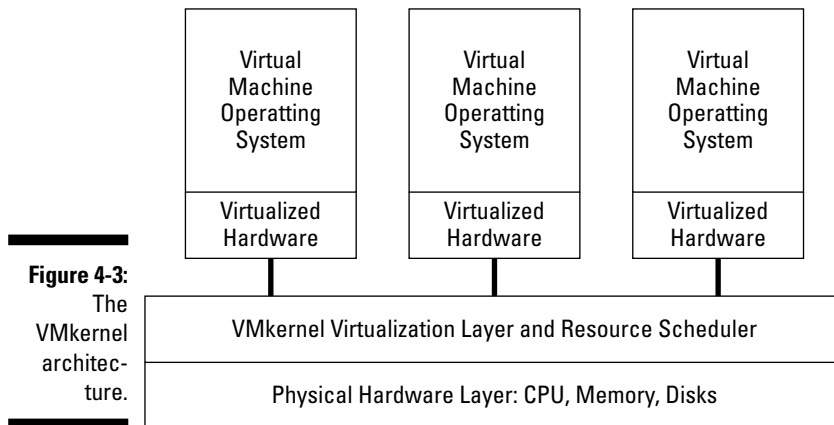 Virtual
Machine
Operatting
System
Virtualized
Hardware
Virtual
Machine
Operatting
System
Virtualized
Hardware
Virtual
Machine
Operatting
System
Virtualized
Hardware
Figure 4-3:
The
VMkernel
architec-
ture.
VMkernel Virtualization Layer and Resource Scheduler
Physical Hardware Layer: CPU, Memory, Disks